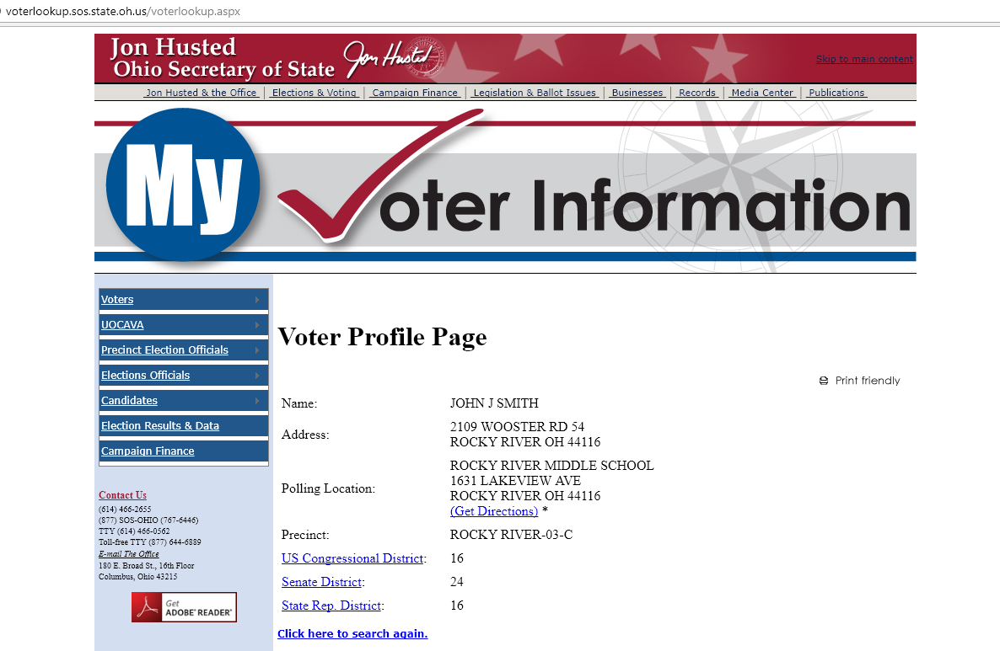 voterlookup.sos.state.oh.us/voterlookup.aspx
Jon Husted
Ohio Secretary of State
Jon Husted
Skip to main content
Jon Husted & the Office | Elections & Voting | Campaign Finance | Legislation & Ballot Issues | Businesses | Records | Media Center | Publications
My Voter Information
Voters
UOCAVA
Precinct Election Officials
Elections Officials
Candidates
Election Results & Data
Campaign Finance
Contact Us
(614) 466-2655
(877) SOS-OHIO (767-6446)
TTY (614) 466-0562
Toll-free TTY (877) 644-6889
E-mail The Office
180 E. Broad St., 16th Floor
Columbus, Ohio 43215
Get
ADOBE® READER®
Voter Profile Page
Print friendly
Name: JOHN J SMITH
Address: 2109 WOOSTER RD 54
ROCKY RIVER OH 44116
Polling Location: ROCKY RIVER MIDDLE SCHOOL
1631 LAKEVIEW AVE
ROCKY RIVER OH 44116
(Get Directions) *
Precinct: ROCKY RIVER-03-C
US Congressional District: 16
Senate District: 24
State Rep. District: 16
Click here to search again.